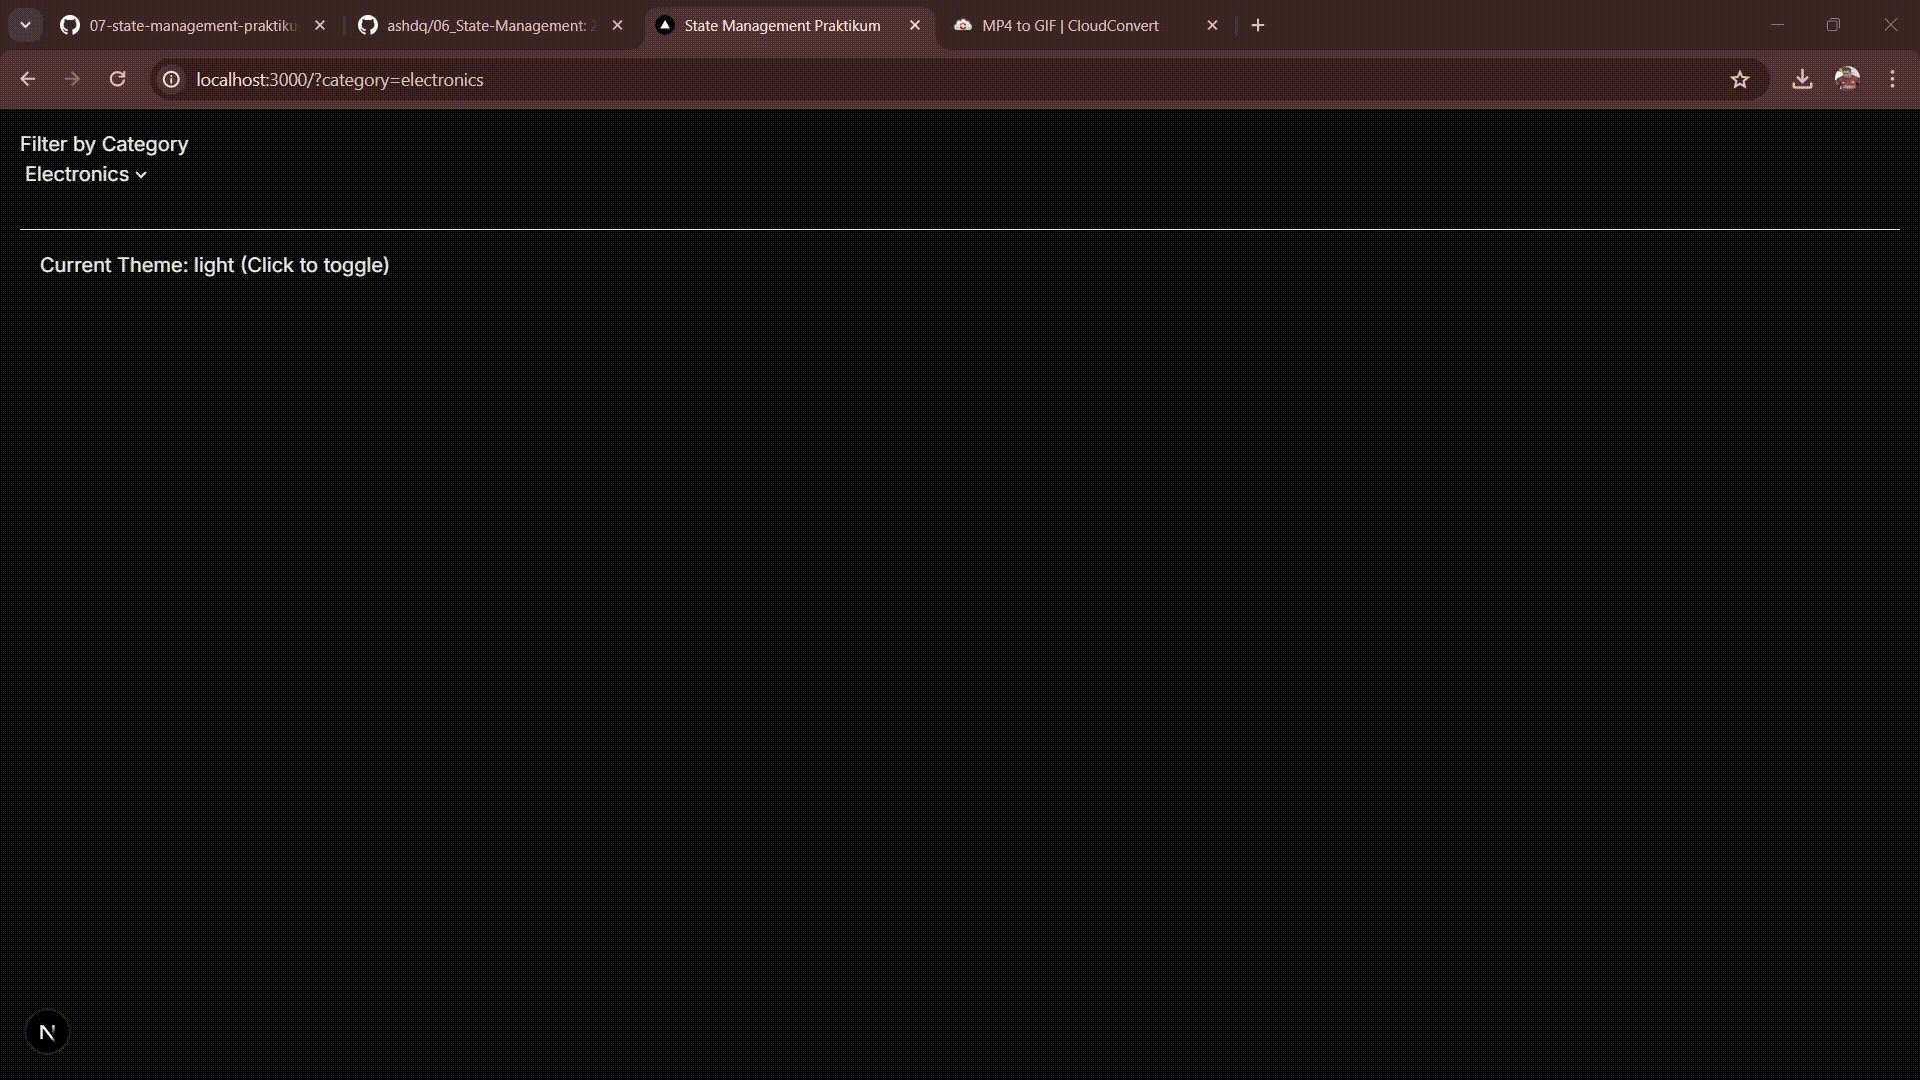 07-state-management-praktiku
ashdq/06_State-Management: 2
State Management Praktikum
MP4 to GIF | CloudConvert
localhost:3000/?category=electronics
Filter by Category
Electronics
Current Theme: light (Click to toggle)
N